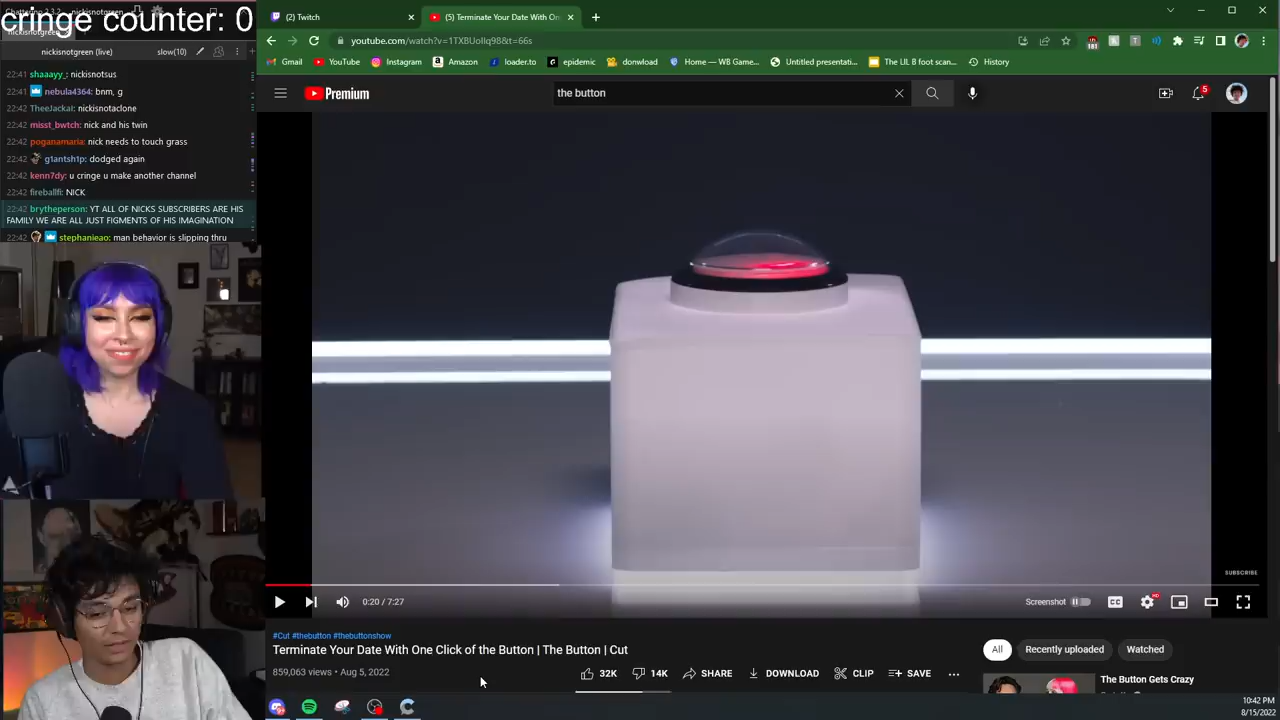 cringe counter: 0
nickisnotgreen (live)
slow(10)
22:41 shaaayy_: nickisnotsus
22:41 nebula4364: bnm, g
22:42 TheeJackal: nickisnotaclone
22:42 misst_bwtch: nick and his twin
22:42 poganamaria: nick needs to touch grass
22:42 g1antsh1p: dodged again
22:42 kenn7dy: u cringe u make another channel
22:42 fireballfi: NICK
22:42 brytheperson: YT ALL OF NICKS SUBSCRIBERS ARE HIS
FAMILY WE ARE ALL JUST FIGMENTS OF HIS IMAGINATION
22:42 stephanieao: man behavior is slipping thru
(2) Twitch
(5) Terminate Your Date With On
youtube.com/watch?v=1TXBUoIlq98&t=66s
181
Gmail
YouTube
Instagram
Amazon
loader.to
epidemic
donwload
Home — WB Game...
Untitled presentati...
The LIL B foot scan...
History
Premium
the button
5
SUBSCRIBE
0:20 / 7:27
Screenshot
CC
HD
#Cut #thebutton #thebuttonshow
Terminate Your Date With One Click of the Button | The Button | Cut
859,063 views • Aug 5, 2022
32K
14K
SHARE
DOWNLOAD
CLIP
SAVE
All
Recently uploaded
Watched
The Button Gets Crazy
10:42 PM
8/15/2022